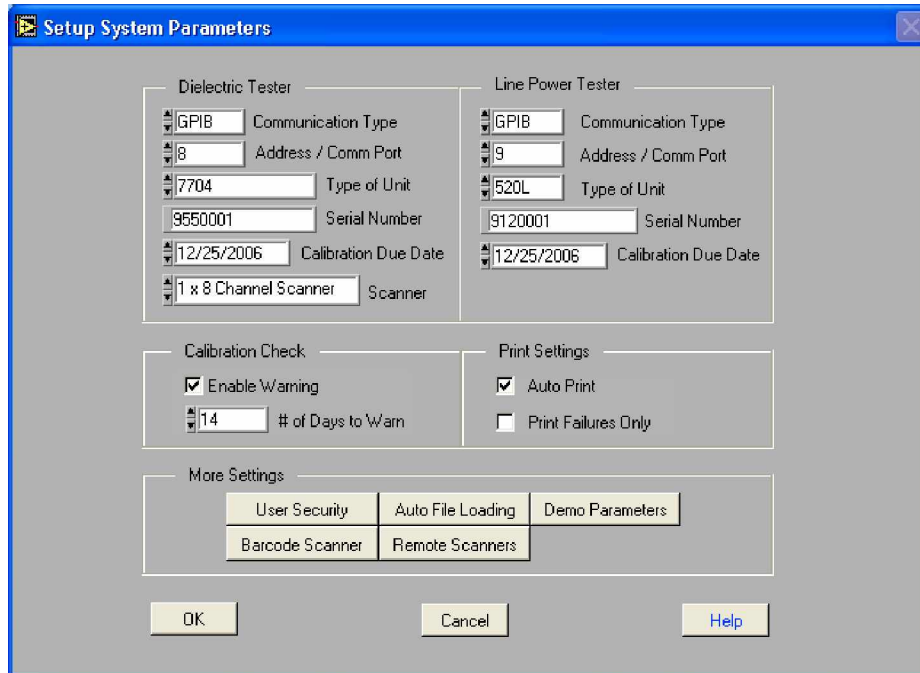 Setup System Parameters
Dielectric Tester
GPIB Communication Type
8 Address / Comm Port
7704 Type of Unit
9550001 Serial Number
12/25/2006 Calibration Due Date
1 x 8 Channel Scanner Scanner
Line Power Tester
GPIB Communication Type
9 Address / Comm Port
520L Type of Unit
9120001 Serial Number
12/25/2006 Calibration Due Date
Calibration Check
Enable Warning
14 # of Days to Warn
Print Settings
Auto Print
Print Failures Only
More Settings
User Security Auto File Loading Demo Parameters
Barcode Scanner Remote Scanners
OK Cancel Help